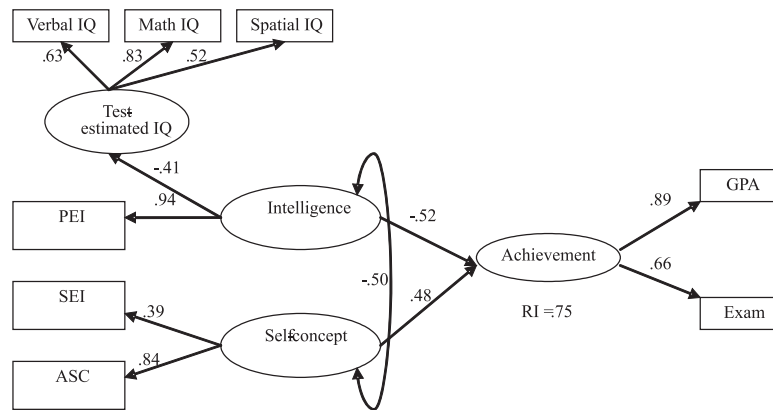 Verbal IQ
Math IQ
Spatial IQ
.63
.83
.52
Test-
estimated IQ
-.41
.94
PEI
Intelligence
-.52
.89
GPA
Achievement
.66
-.50
.48
SEI
.39
Self-concept
RI =.75
Exam
.84
ASC